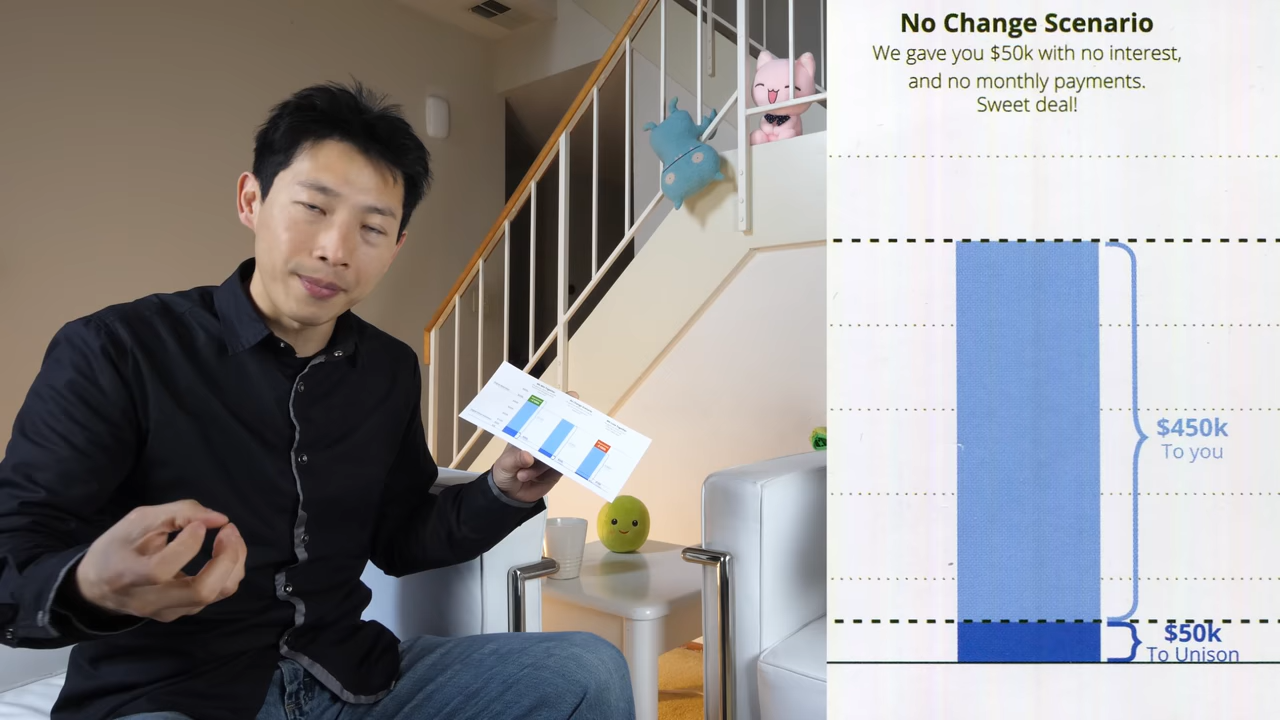 No Change Scenario
We gave you $50k with no interest,
and no monthly payments.
Sweet deal!
$450k
To you
$50k
To Unison